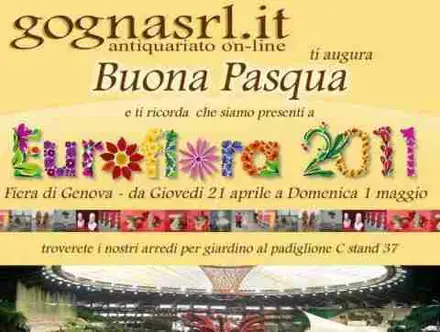 gognasrl.it
antiquariato on-line
ti augura
Buona Pasqua
e ti ricorda che siamo presenti a
Euroflora 2011
Fiera di Genova - da Giovedi 21 aprile a Domenica 1 maggio
troverete i nostri arredi per giardino al padiglione C stand 37